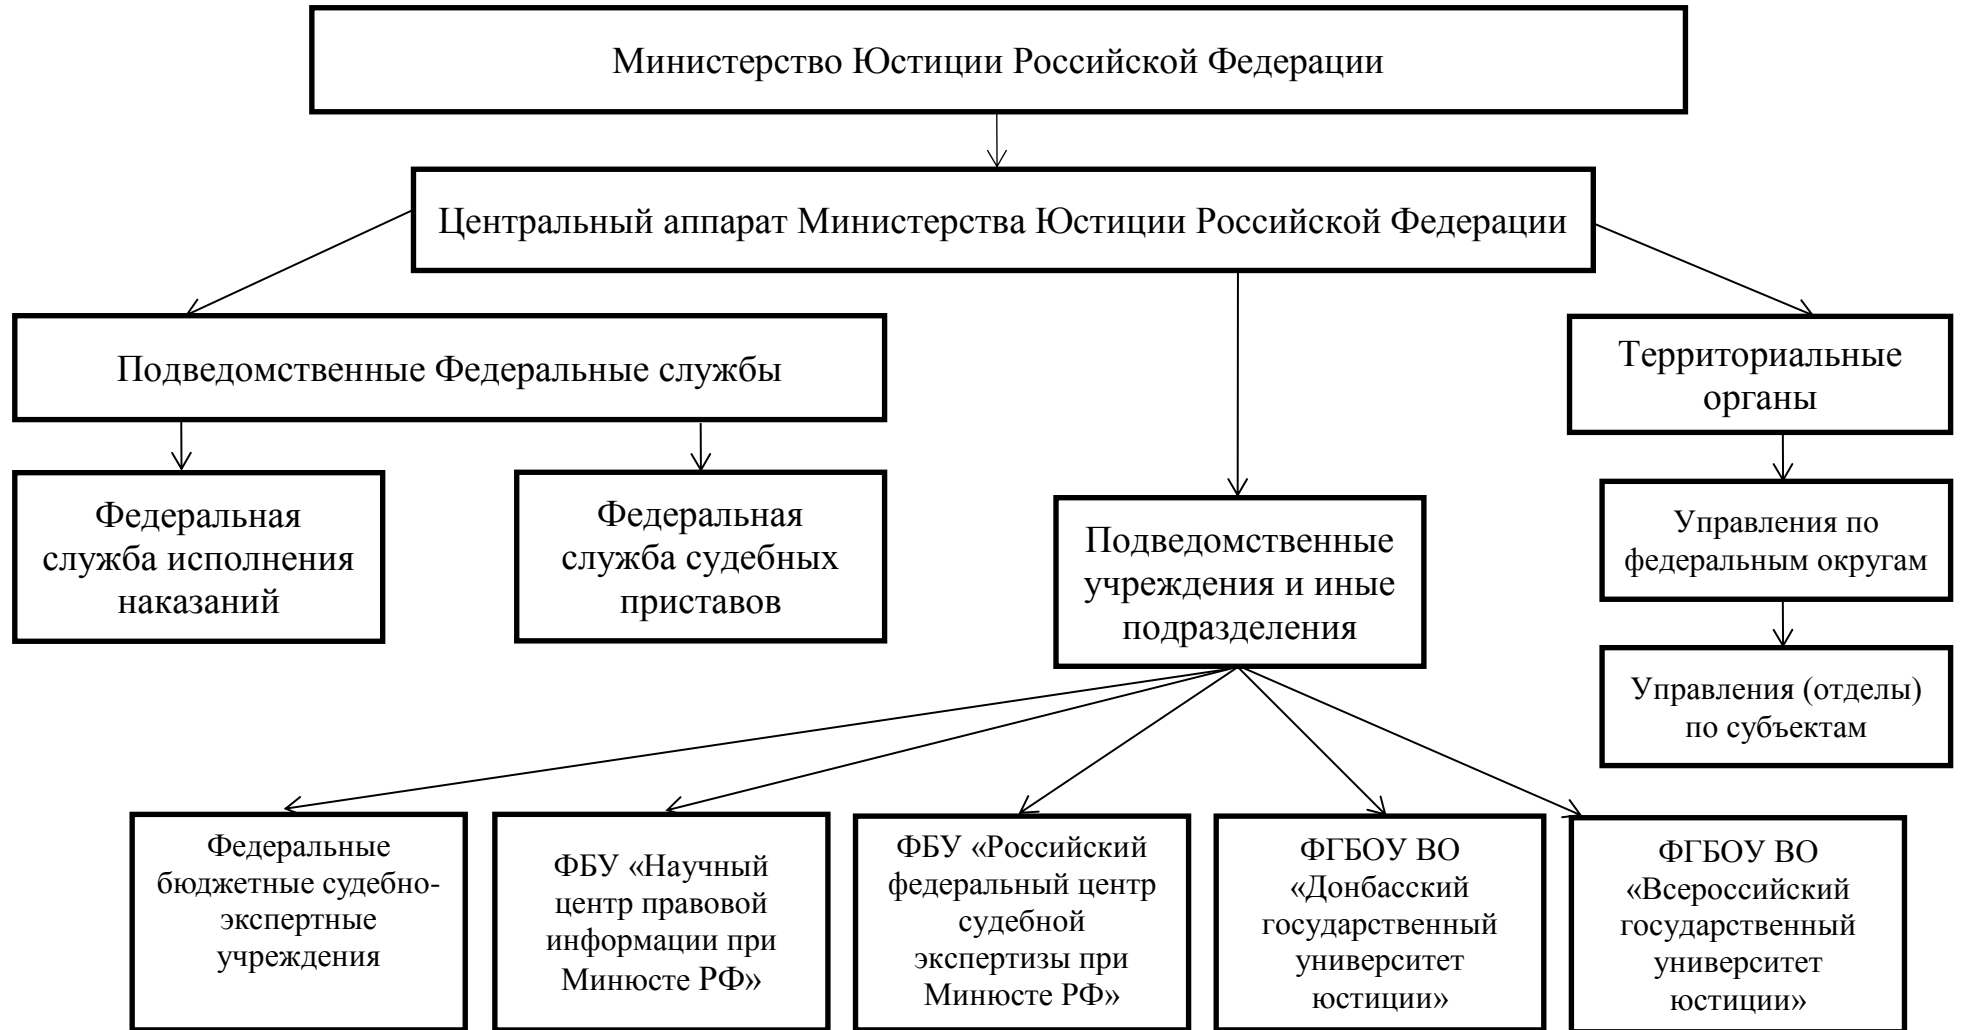 Министерство Юстиции Российской Федерации
Центральный аппарат Министерства Юстиции Российской Федерации
Подведомственные Федеральные службы
Территориальные
органы
Федеральная
служба исполнения
наказаний
Федеральная
служба судебных
приставов
Подведомственные
учреждения и иные
подразделения
Управления по
федеральным округам
Управления (отделы)
по субъектам
Федеральные
бюджетные судебно-
экспертные
учреждения
ФБУ «Научный
центр правовой
информации при
Минюсте РФ»
ФБУ «Российский
федеральный центр
судебной
экспертизы при
Минюсте РФ»
ФГБОУ ВО
«Донбасский
государственный
университет
юстиции»
ФГБОУ ВО
«Всероссийский
государственный
университет
юстиции»